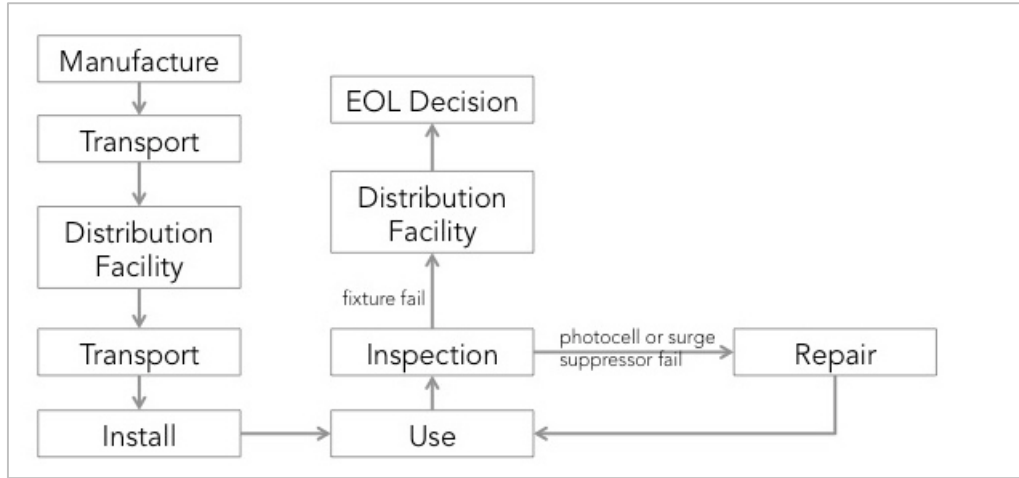 Manufacture
Transport
Distribution
Facility
Transport
Install
EOL Decision
Distribution
Facility
fixture fail
Inspection
Use
photocell or surge
suppressor fail
Repair